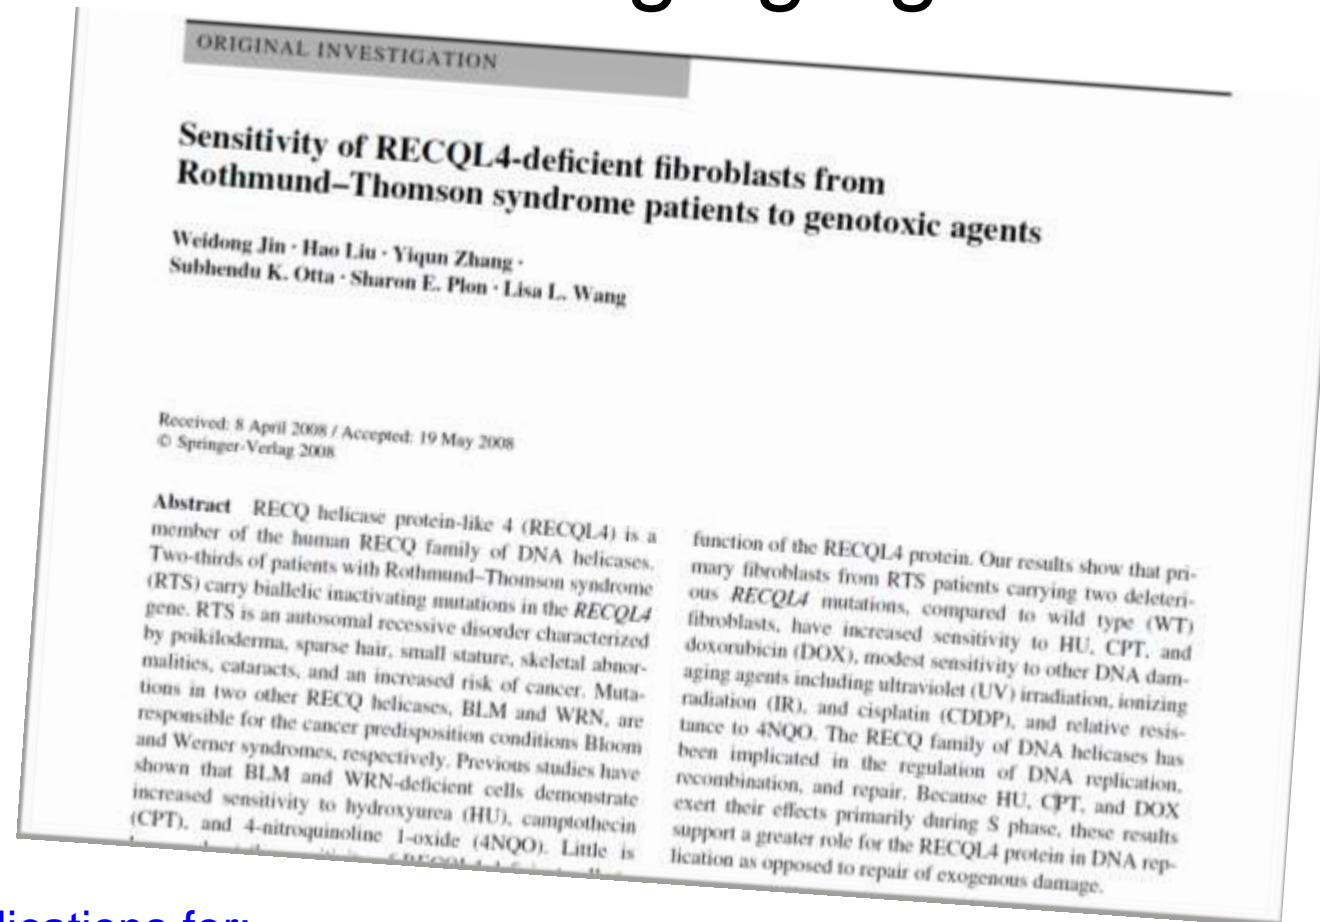 ORIGINAL INVESTIGATION
Sensitivity of RECQL4-deficient fibroblasts from
Rothmund–Thomson syndrome patients to genotoxic agents
Weidong Jin · Hao Liu · Yiqun Zhang ·
Subhendu K. Otta · Sharon E. Plon · Lisa L. Wang
Received: 8 April 2008 / Accepted: 19 May 2008
© Springer-Verlag 2008
Abstract RECQ helicase protein-like 4 (RECQL4) is a
member of the human RECQ family of DNA helicases.
Two-thirds of patients with Rothmund–Thomson syndrome
(RTS) carry biallelic inactivating mutations in the RECQL4
gene. RTS is an autosomal recessive disorder characterized
by poikiloderma, sparse hair, small stature, skeletal abnor-
malities, cataracts, and an increased risk of cancer. Muta-
tions in two other RECQ helicases, BLM and WRN, are
responsible for the cancer predisposition conditions Bloom
and Werner syndromes, respectively. Previous studies have
shown that BLM and WRN-deficient cells demonstrate
increased sensitivity to hydroxyurea (HU), camptothecin
(CPT), and 4-nitroquinoline 1-oxide (4NQO). Little is
function of the RECQL4 protein. Our results show that pri-
mary fibroblasts from RTS patients carrying two deleteri-
ous RECQL4 mutations, compared to wild type (WT)
fibroblasts, have increased sensitivity to HU, CPT, and
doxorubicin (DOX), modest sensitivity to other DNA dam-
aging agents including ultraviolet (UV) irradiation, ionizing
radiation (IR), and cisplatin (CDDP), and relative resis-
tance to 4NQO. The RECQ family of DNA helicases has
been implicated in the regulation of DNA replication,
recombination, and repair. Because HU, CPT, and DOX
exert their effects primarily during S phase, these results
support a greater role for the RECQL4 protein in DNA rep-
lication as opposed to repair of exogenous damage.
for: